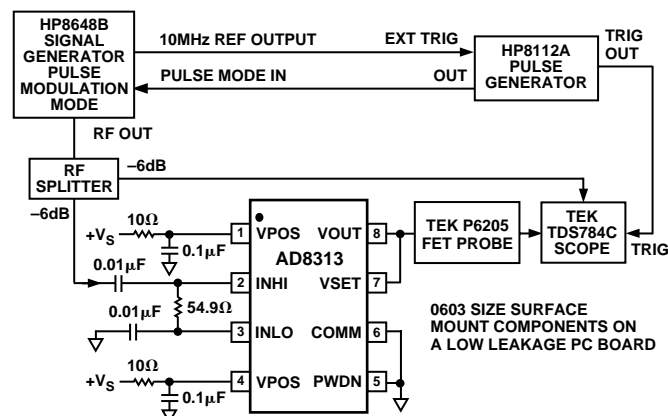 HP8648B
SIGNAL
GENERATOR
PULSE
MODULATION
MODE
10MHz REF OUTPUT
EXT TRIG
PULSE MODE IN
OUT
HP8112A
PULSE
GENERATOR
TRIG
OUT
RF OUT
RF
SPLITTER
–6dB
–6dB
+VS
10Ω
0.1μF
0.01μF
54.9Ω
0.01μF
+VS
10Ω
0.1μF
1 VPOS
2 INHI
3 INLO
4 VPOS
AD8313
VOUT 8
VSET 7
COMM 6
PWDN 5
TEK P6205
FET PROBE
TEK
TDS784C
SCOPE
TRIG
0603 SIZE SURFACE
MOUNT COMPONENTS ON
A LOW LEAKAGE PC BOARD